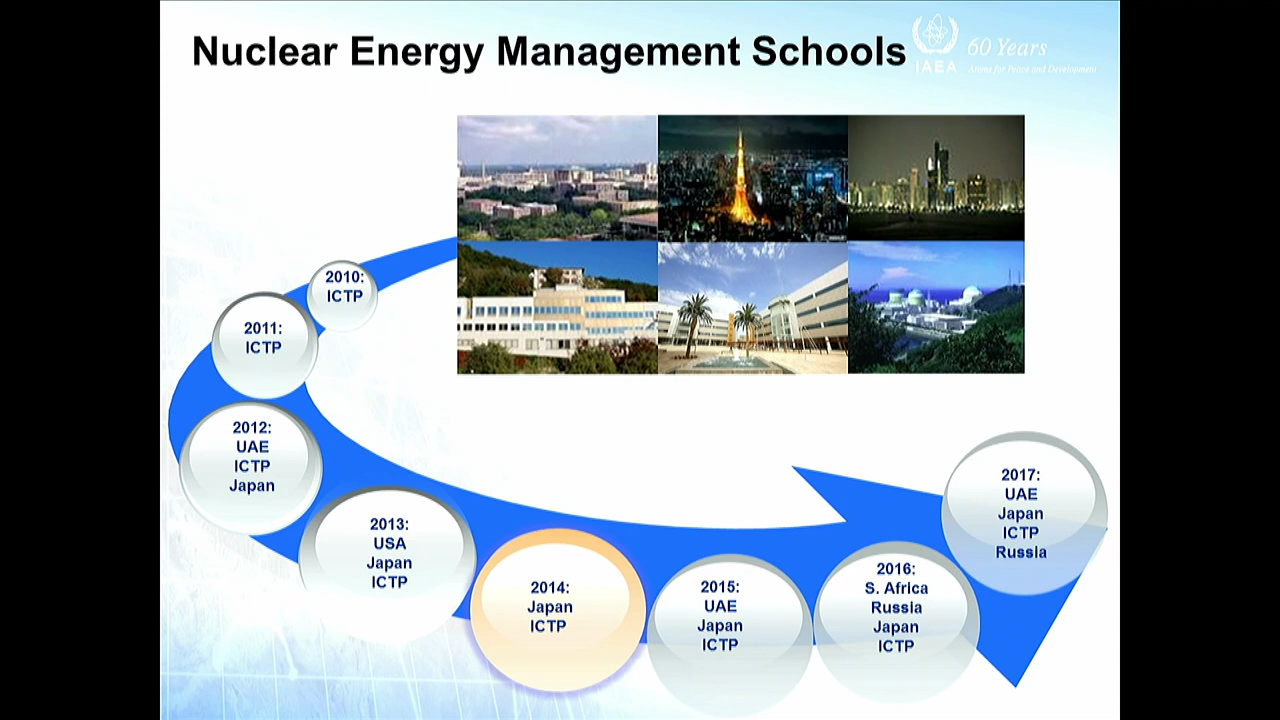 Nuclear Energy Management Schools
60 Years
IAEA
Atoms for Peace and Development
2010:
ICTP
2011:
ICTP
2012:
UAE
ICTP
Japan
2013:
USA
Japan
ICTP
2014:
Japan
ICTP
2015:
UAE
Japan
ICTP
2016:
S. Africa
Russia
Japan
ICTP
2017:
UAE
Japan
ICTP
Russia